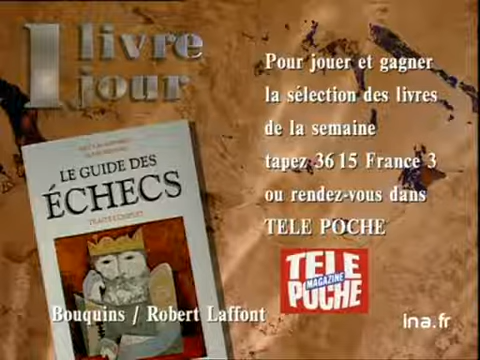 1 livre
jour
Pour jouer et gagner
la sélection des livres
de la semaine
tapez 36 15 France 3
ou rendez-vous dans
TELE POCHE
LE GUIDE DES
ÉCHECS
TRAITÉ COMPLET
TELE
MAGAZINE
POCHE
Bouquins / Robert Laffont
ina.fr